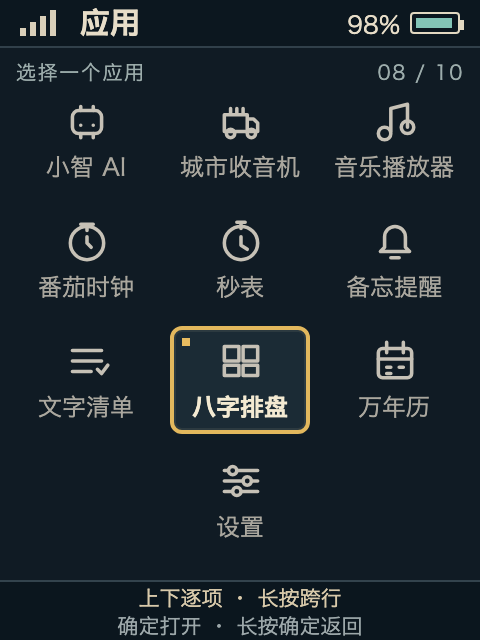 应用 98%
选择一个应用 08 / 10
小智 AI 城市收音机 音乐播放器
番茄时钟 秒表 备忘提醒
文字清单 八字排盘 万年历
设置
上下逐项 · 长按跨行
确定打开 · 长按确定返回